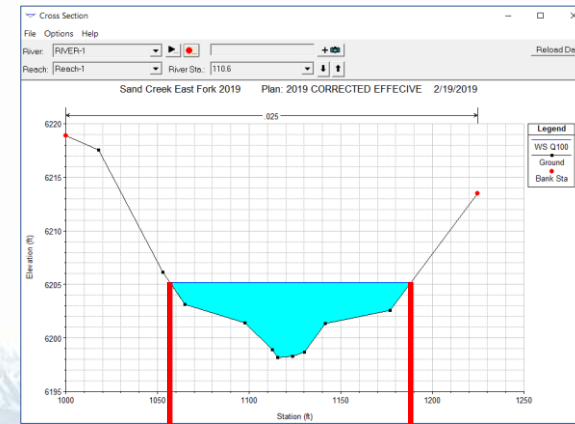 Cross Section
File Options Help
River: RIVER-1
Reload Da
Reach: Reach-1 River Sta.: 110.6
Sand Creek East Fork 2019 Plan: 2019 CORRECTED EFFECTIVE 2/19/2019
.025
6220
6215
6210
6205
6200
6195
Elevation (ft)
1000 1050 1100 1150 1200 1250
Station (ft)
Legend
WS Q100
Ground
Bank Sta